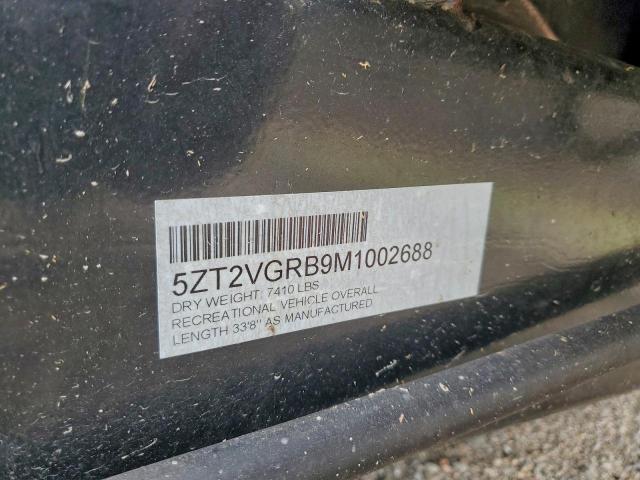 5ZT2VGRB9M1002688
DRY WEIGHT: 7410 LBS
RECREATIONAL VEHICLE OVERALL
LENGTH 33'8" AS MANUFACTURED